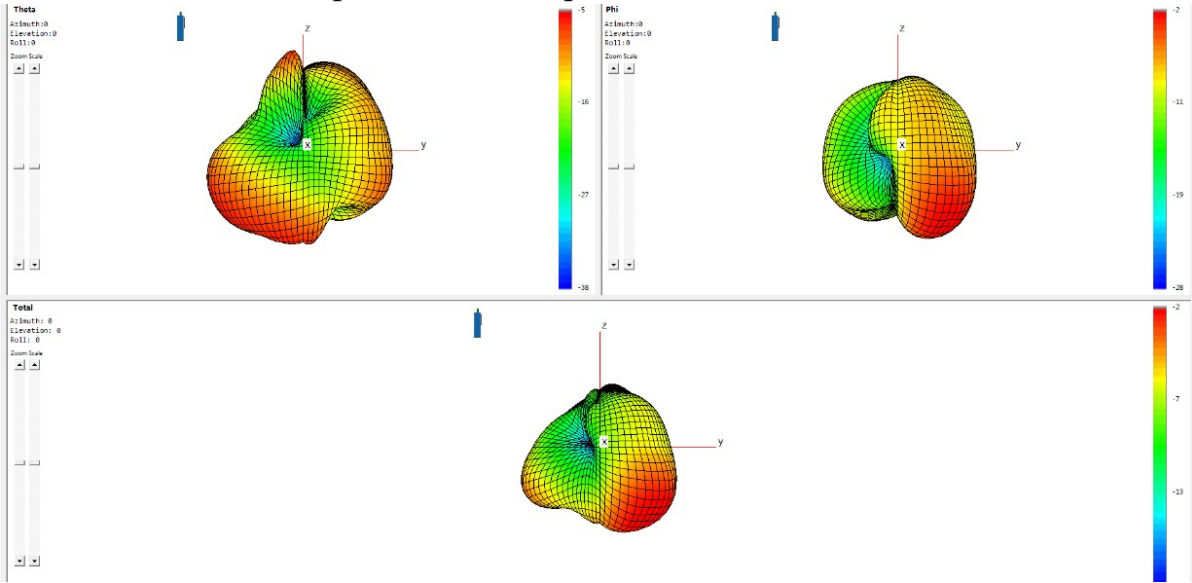 Theta
Azimuth:0
Elevation:0
Roll:0
Zoom Scale
z
y
x
-5
-16
-27
-38
Phi
Azimuth:0
Elevation:0
Roll:0
Zoom Scale
z
y
x
-2
-11
-19
-28
Total
Azimuth: 0
Elevation: 0
Roll: 0
Zoom Scale
z
y
x
-2
-7
-13